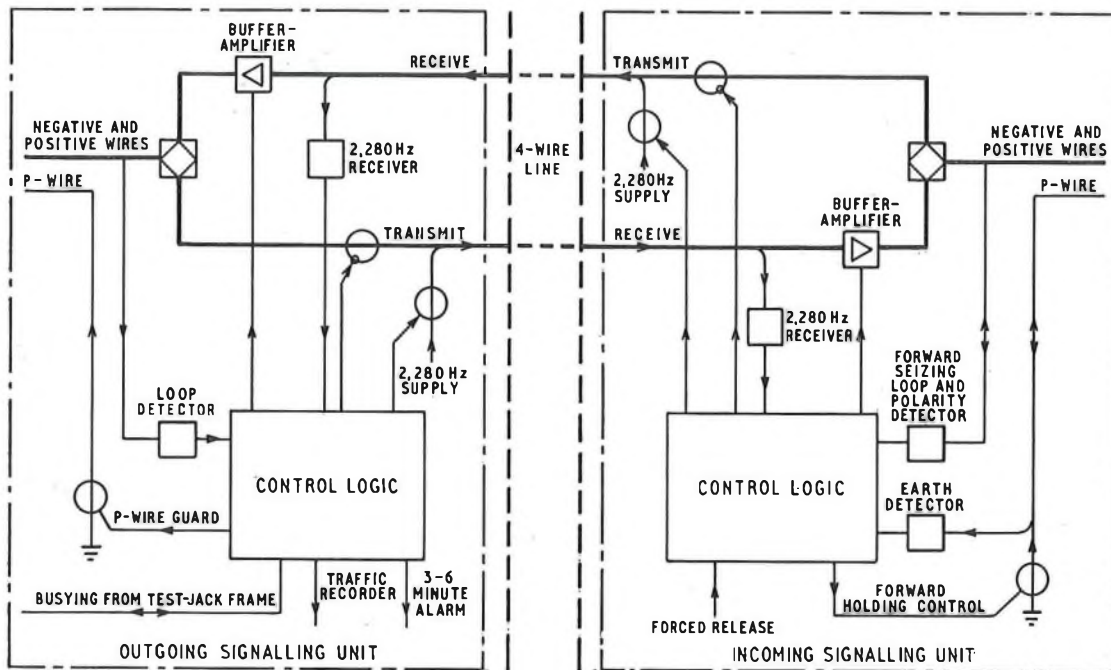 BUFFER-
AMPLIFIER
RECEIVE
NEGATIVE AND
POSITIVE WIRES
P-WIRE
2,280Hz
RECEIVER
TRANSMIT
2,280 Hz
SUPPLY
LOOP
DETECTOR
CONTROL LOGIC
P-WIRE GUARD
BUSYING FROM TEST-JACK FRAME
TRAFFIC
RECORDER
3-6
MINUTE
ALARM
OUTGOING SIGNALLING UNIT
4-WIRE
LINE
TRANSMIT
2,280Hz
SUPPLY
NEGATIVE AND
POSITIVE WIRES
P-WIRE
BUFFER-
AMPLIFIER
RECEIVE
2,280Hz
RECEIVER
FORWARD
SEIZING
LOOP AND
POLARITY
DETECTOR
CONTROL LOGIC
EARTH
DETECTOR
FORWARD
HOLDING CONTROL
FORCED RELEASE
INCOMING SIGNALLING UNIT